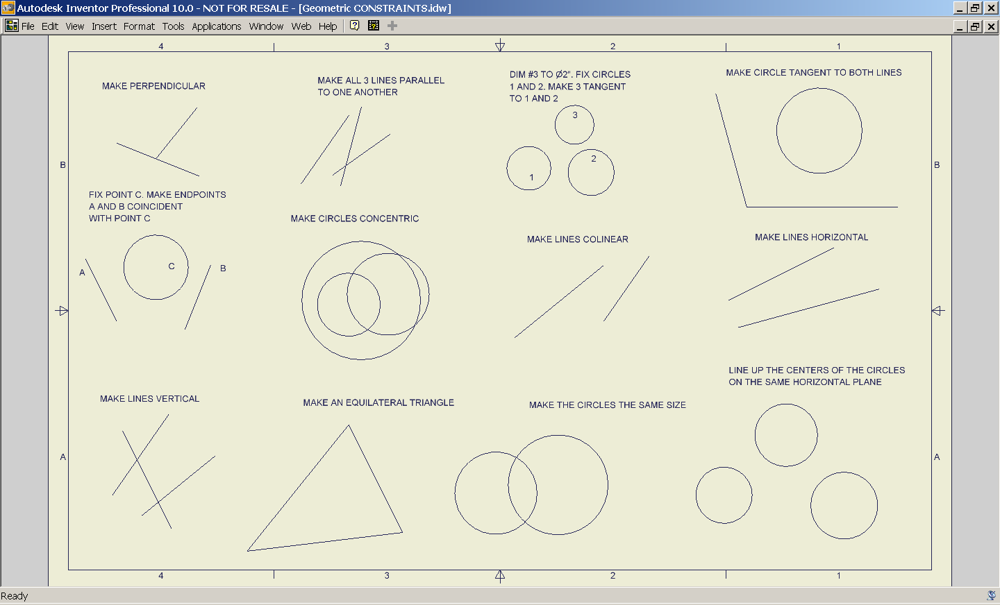 Autodesk Inventor Professional 10.0 - NOT FOR RESALE - [Geometric CONSTRAINTS.idw]
File Edit View Insert Format Tools Applications Window Web Help
4 3 2 1
MAKE PERPENDICULAR
MAKE ALL 3 LINES PARALLEL
TO ONE ANOTHER
DIM #3 TO Ø2". FIX CIRCLES
1 AND 2. MAKE 3 TANGENT
TO 1 AND 2
3
1
2
MAKE CIRCLE TANGENT TO BOTH LINES
B B
FIX POINT C. MAKE ENDPOINTS
A AND B COINCIDENT
WITH POINT C
A
C
B
MAKE CIRCLES CONCENTRIC
MAKE LINES COLINEAR
MAKE LINES HORIZONTAL
MAKE LINES VERTICAL
MAKE AN EQUILATERAL TRIANGLE
MAKE THE CIRCLES THE SAME SIZE
LINE UP THE CENTERS OF THE CIRCLES
ON THE SAME HORIZONTAL PLANE
A A
4 3 2 1
Ready